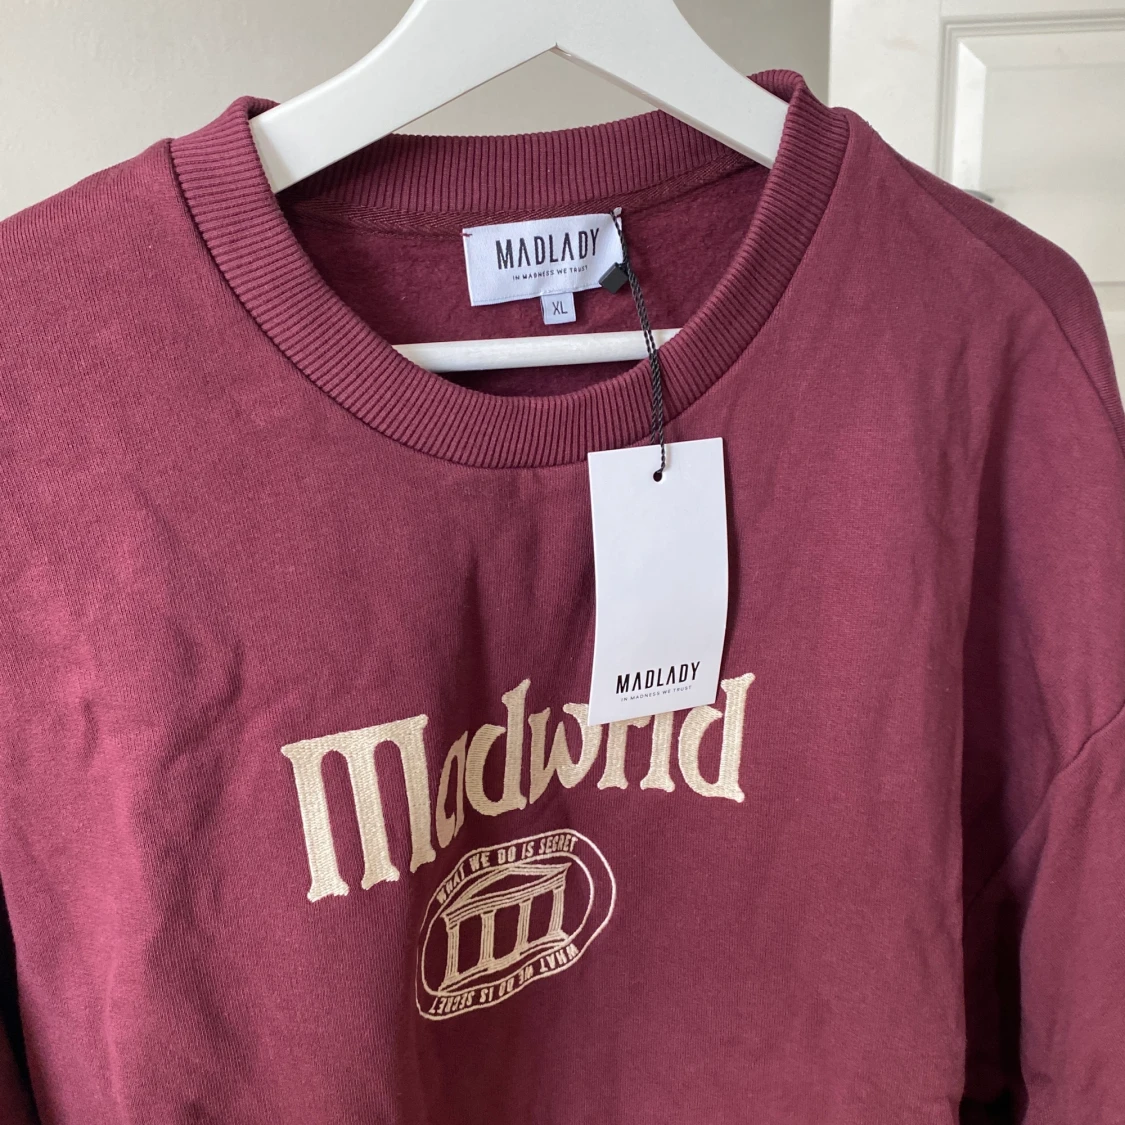 MADLADY
IN MADNESS WE TRUST
XL
MADLADY
IN MADNESS WE TRUST
Madwrld
WHAT WE DO IS SECRET
WHAT WE DO IS SECRET